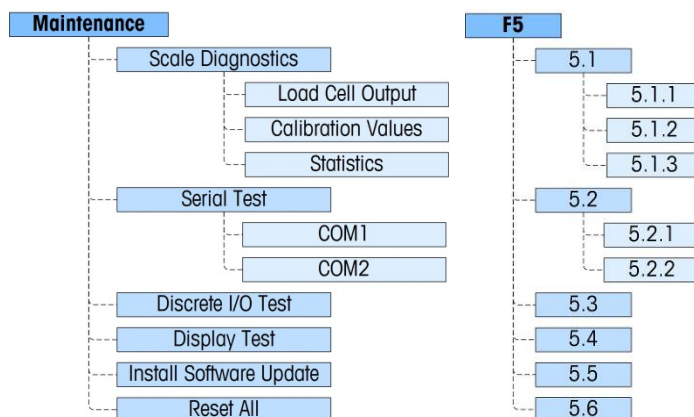 Maintenance
Scale Diagnostics
Load Cell Output
Calibration Values
Statistics
Serial Test
COM1
COM2
Discrete I/O Test
Display Test
Install Software Update
Reset All
F5
5.1
5.1.1
5.1.2
5.1.3
5.2
5.2.1
5.2.2
5.3
5.4
5.5
5.6